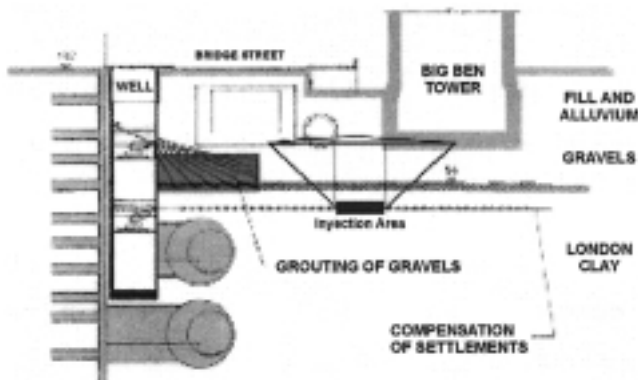 BRIDGE STREET
WELL
BIG BEN
TOWER
FILL AND
ALLUVIUM
GRAVELS
Inyection Area
GROUTING OF GRAVELS
LONDON
CLAY
COMPENSATION
OF SETTLEMENTS